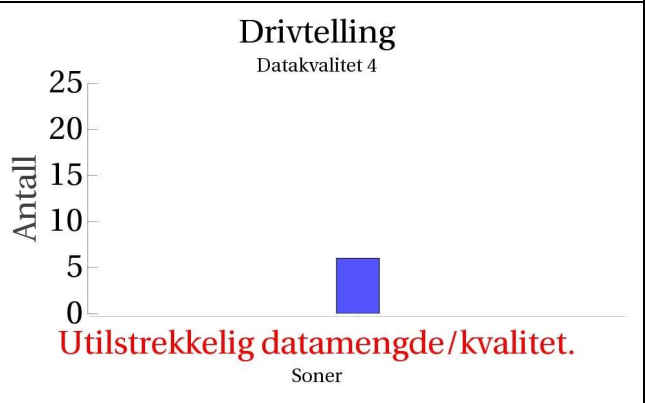 Drivtelling
Datakvalitet 4
Antall
25
20
15
10
5
0
Utilstrekkelig datamengde/kvalitet.
Soner